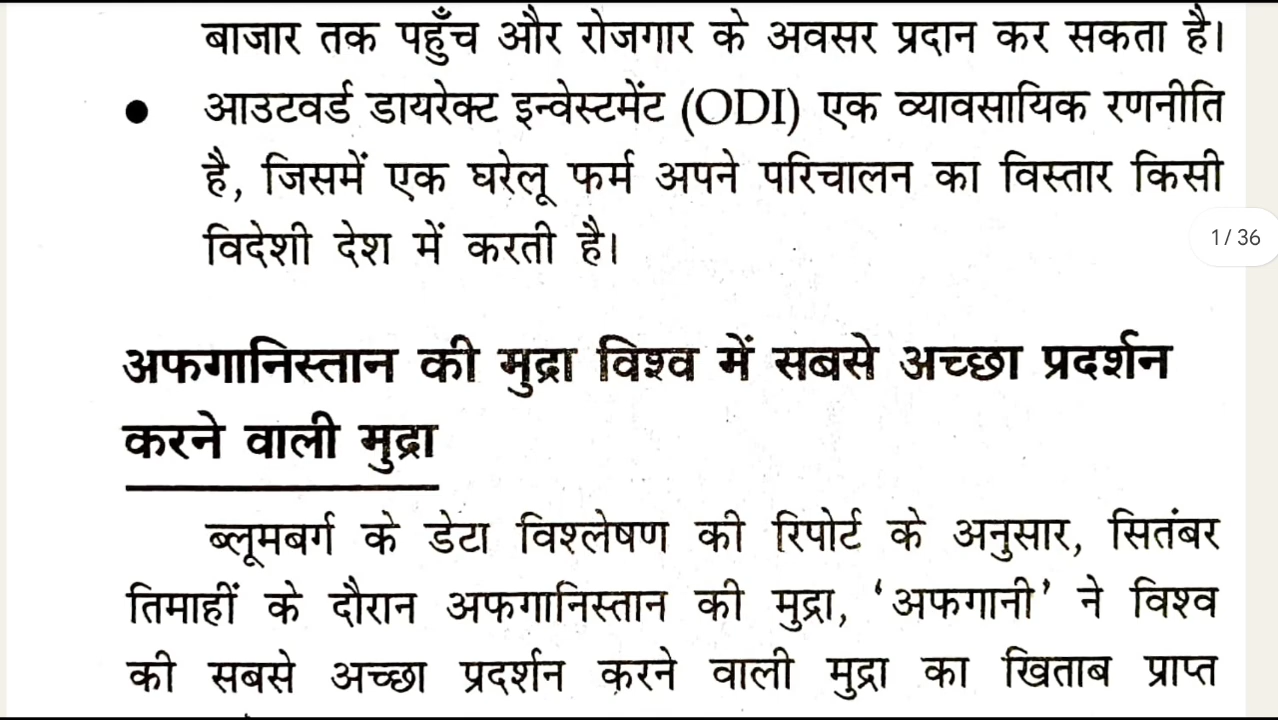 बाजार तक पहुँच और रोजगार के अवसर प्रदान कर सकता है।
● आउटवर्ड डायरेक्ट इन्वेस्टमेंट (ODI) एक व्यावसायिक रणनीति
है, जिसमें एक घरेलू फर्म अपने परिचालन का विस्तार किसी
विदेशी देश में करती है।
1/36
अफगानिस्तान की मुद्रा विश्व में सबसे अच्छा प्रदर्शन
करने वाली मुद्रा
ब्लूमबर्ग के डेटा विश्लेषण की रिपोर्ट के अनुसार, सितंबर
तिमाहीं के दौरान अफगानिस्तान की मुद्रा, ‘अफगानी’ ने विश्व
की सबसे अच्छा प्रदर्शन करने वाली मुद्रा का खिताब प्राप्त